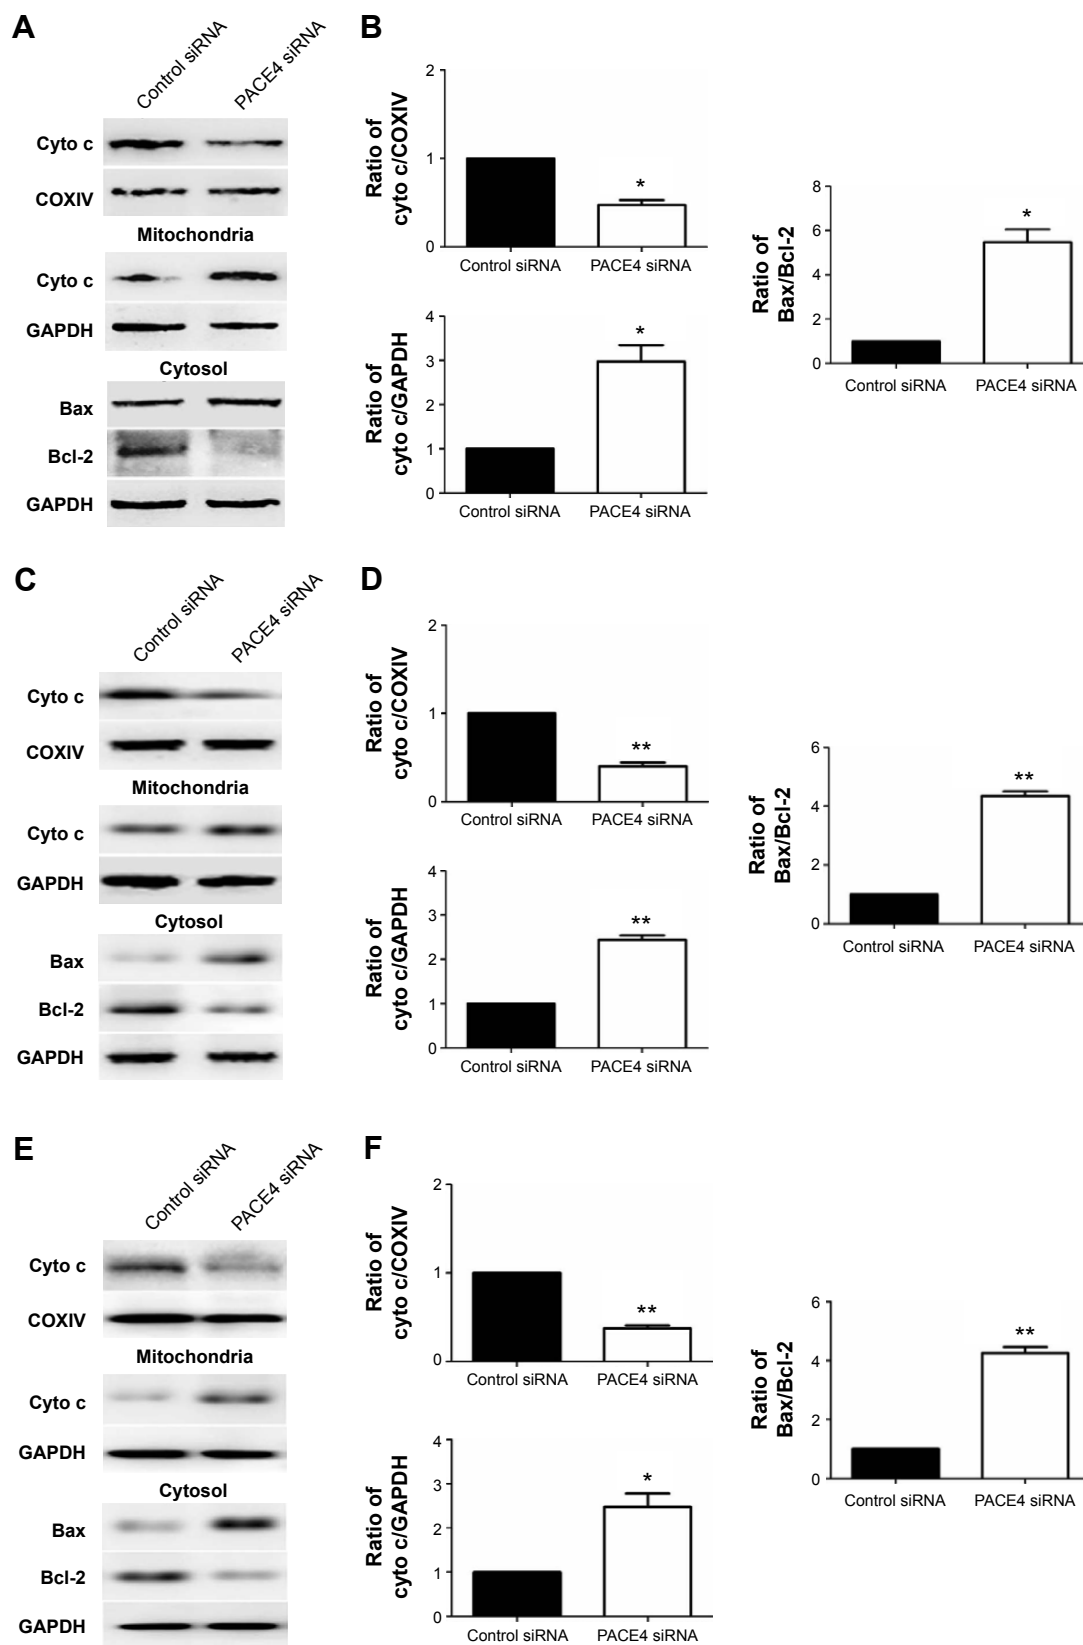 A
Control siRNA
PACE4 siRNA
Cyto c
COXIV
Mitochondria
Cyto c
GAPDH
Cytosol
Bax
Bcl-2
GAPDH
B
Ratio of
cyto c/COXIV
2
1
0
*
Control siRNA
PACE4 siRNA
Ratio of
cyto c/GAPDH
4
3
2
1
0
*
Control siRNA
PACE4 siRNA
Ratio of
Bax/Bcl-2
8
6
4
2
0
*
Control siRNA
PACE4 siRNA
C
Control siRNA
PACE4 siRNA
Cyto c
COXIV
Mitochondria
Cyto c
GAPDH
Cytosol
Bax
Bcl-2
GAPDH
D
Ratio of
cyto c/COXIV
2
1
0
**
Control siRNA
PACE4 siRNA
Ratio of
cyto c/GAPDH
4
3
2
1
0
**
Control siRNA
PACE4 siRNA
Ratio of
Bax/Bcl-2
6
4
2
0
**
Control siRNA
PACE4 siRNA
E
Control siRNA
PACE4 siRNA
Cyto c
COXIV
Mitochondria
Cyto c
GAPDH
Cytosol
Bax
Bcl-2
GAPDH
F
Ratio of
cyto c/COXIV
2
1
0
**
Control siRNA
PACE4 siRNA
Ratio of
cyto c/GAPDH
4
3
2
1
0
*
Control siRNA
PACE4 siRNA
Ratio of
Bax/Bcl-2
6
4
2
0
**
Control siRNA
PACE4 siRNA